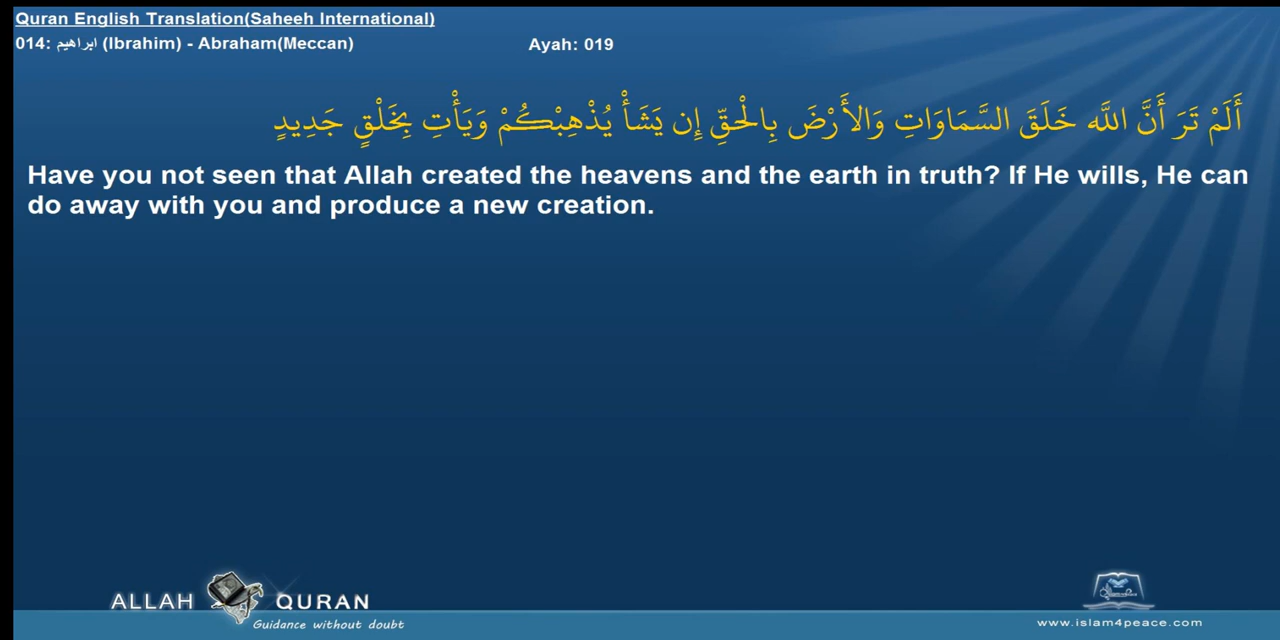 Quran English Translation(Saheeh International)
014: ابراهيم (Ibrahim) - Abraham(Meccan)
Ayah: 019
أَلَمْ تَرَ أَنَّ اللَّه خَلَقَ السَّمَاوَاتِ وَالأَرْضَ بِالْحَقِّ إِن يَشَأْ يُذْهِبْكُمْ وَيَأْتِ بِخَلْقٍ جَدِيدٍ
Have you not seen that Allah created the heavens and the earth in truth? If He wills, He can
do away with you and produce a new creation.
ALLAH QURAN
Guidance without doubt
www.islam4peace.com